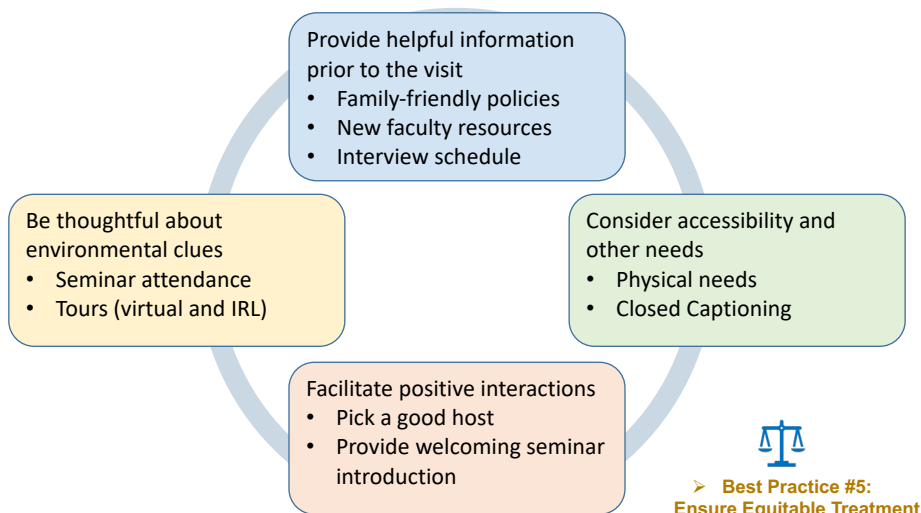 Provide helpful information
prior to the visit
• Family-friendly policies
• New faculty resources
• Interview schedule
Be thoughtful about
environmental clues
• Seminar attendance
• Tours (virtual and IRL)
Consider accessibility and
other needs
• Physical needs
• Closed Captioning
Facilitate positive interactions
• Pick a good host
• Provide welcoming seminar
introduction
➢ Best Practice #5:
Ensure Equitable Treatment